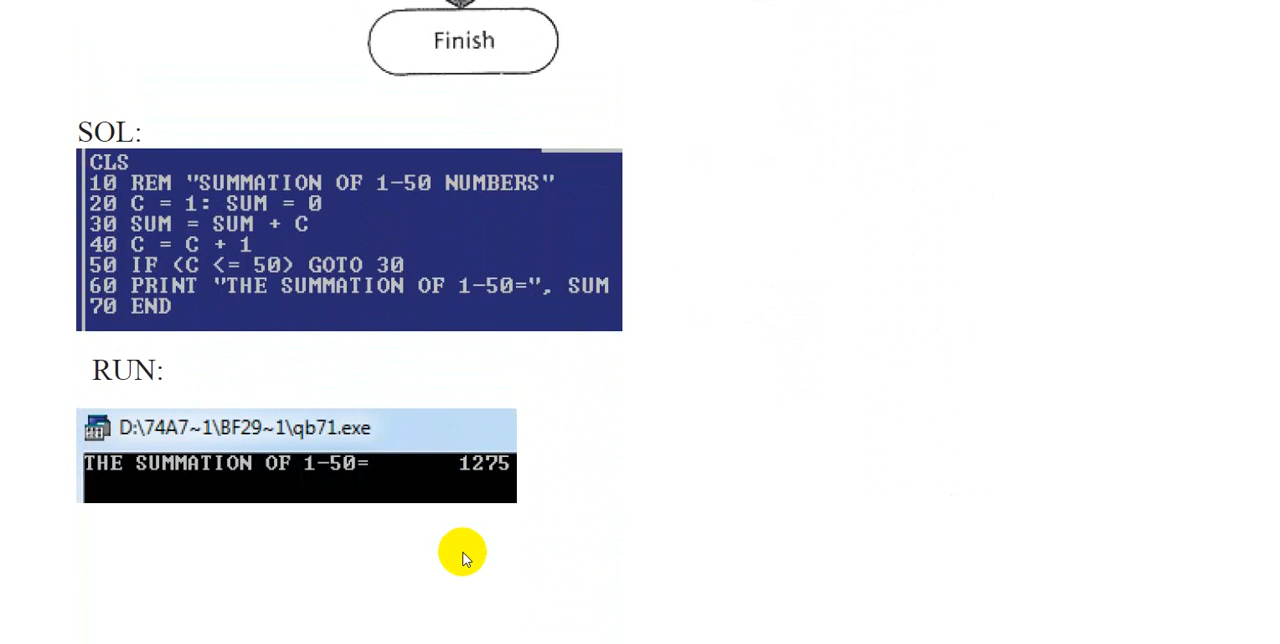 Finish
SOL:
CLS
10 REM "SUMMATION OF 1-50 NUMBERS"
20 C = 1: SUM = 0
30 SUM = SUM + C
40 C = C + 1
50 IF (C <= 50) GOTO 30
60 PRINT "THE SUMMATION OF 1-50=", SUM
70 END
RUN:
D:\74A7~1\BF29~1\qb71.exe
THE SUMMATION OF 1-50= 1275